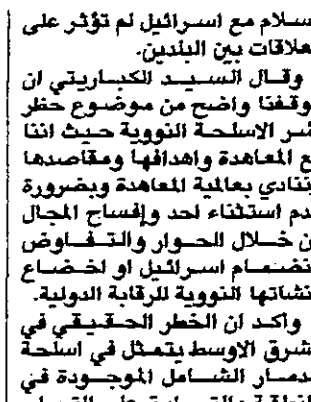 سلام مع اسرائيل لم تؤثر على
علاقات بين البلدين.
وقال السيد الكباريتي ان
وقفنا واضح من موضوع حظر
شر الاسلحة النووية حيث اننا
ع المعاهدة واهدافها ومقاصدها
نتنادي بعالمية المعاهدة وبضرورة
دم استثناء احد وإفساح المجال
ن خلال الحوار والتفاوض
نضمام اسرائيل او اخضاع
نشاتها النووية للرقابة الدولية.
واكد ان الخطر الحقيقي في
شرق الاوسط يتمثل في اسلحة
دمار الشامل الموجودة في